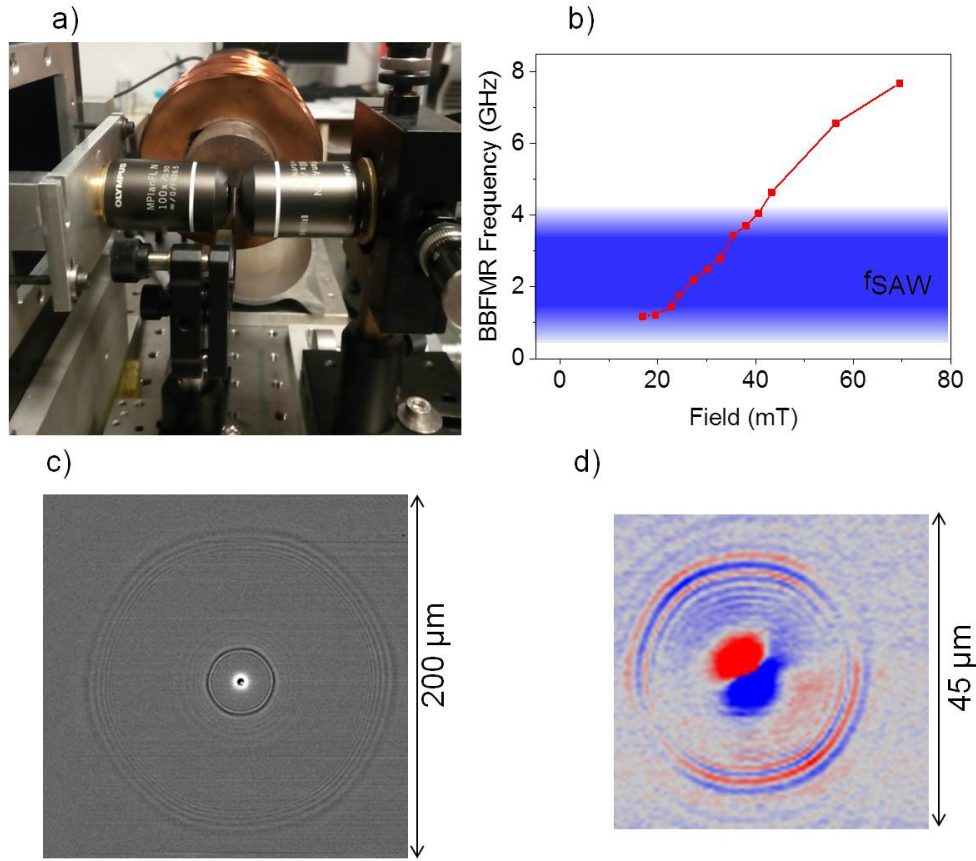 a)
OLYMPUS
MPlanFLN
100x/0.90
b)
BBFMR Frequency (GHz)
8
6
4
2
0
fSAW
0
20
40
60
80
Field (mT)
c)
200 µm
d)
45 µm